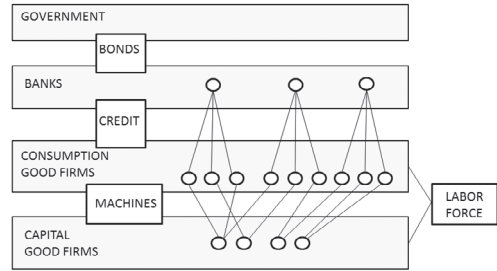 GOVERNMENT
BONDS
BANKS
CREDIT
CONSUMPTION
GOOD FIRMS
MACHINES
LABOR
FORCE
CAPITAL
GOOD FIRMS